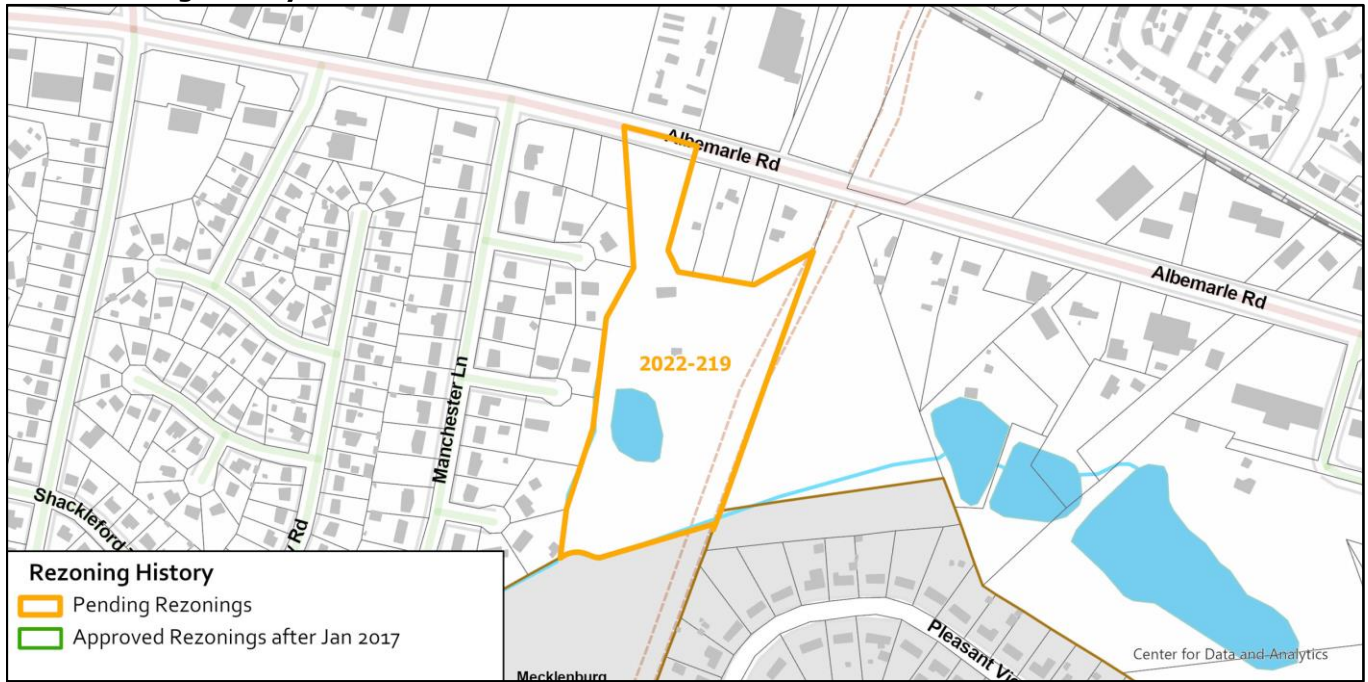 Albemarle Rd
Albemarle Rd
2022-219
Manchester Ln
Shackleford
Rd
Pleasant
Mecklenburg
Rezoning History
Pending Rezonings
Approved Rezonings after Jan 2017
Center for Data and Analytics